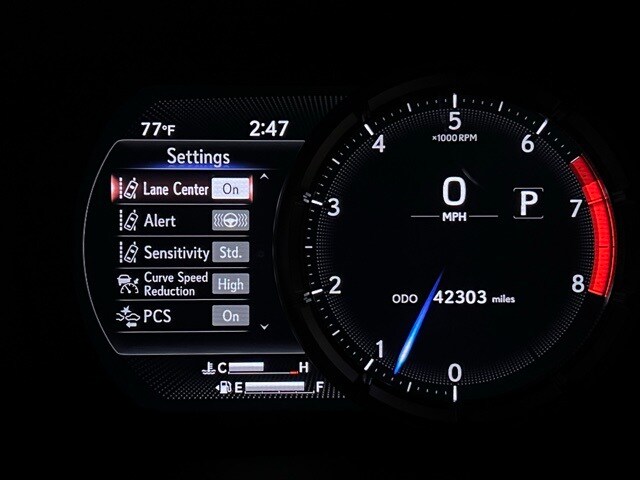 77°F 2:47
Settings
Lane Center On
Alert
Sensitivity Std.
Curve Speed
Reduction High
PCS On
C H
E F
5
×1000 RPM
4 6
0
MPH
P
3 7
2 8
ODO 42303 miles
1 0